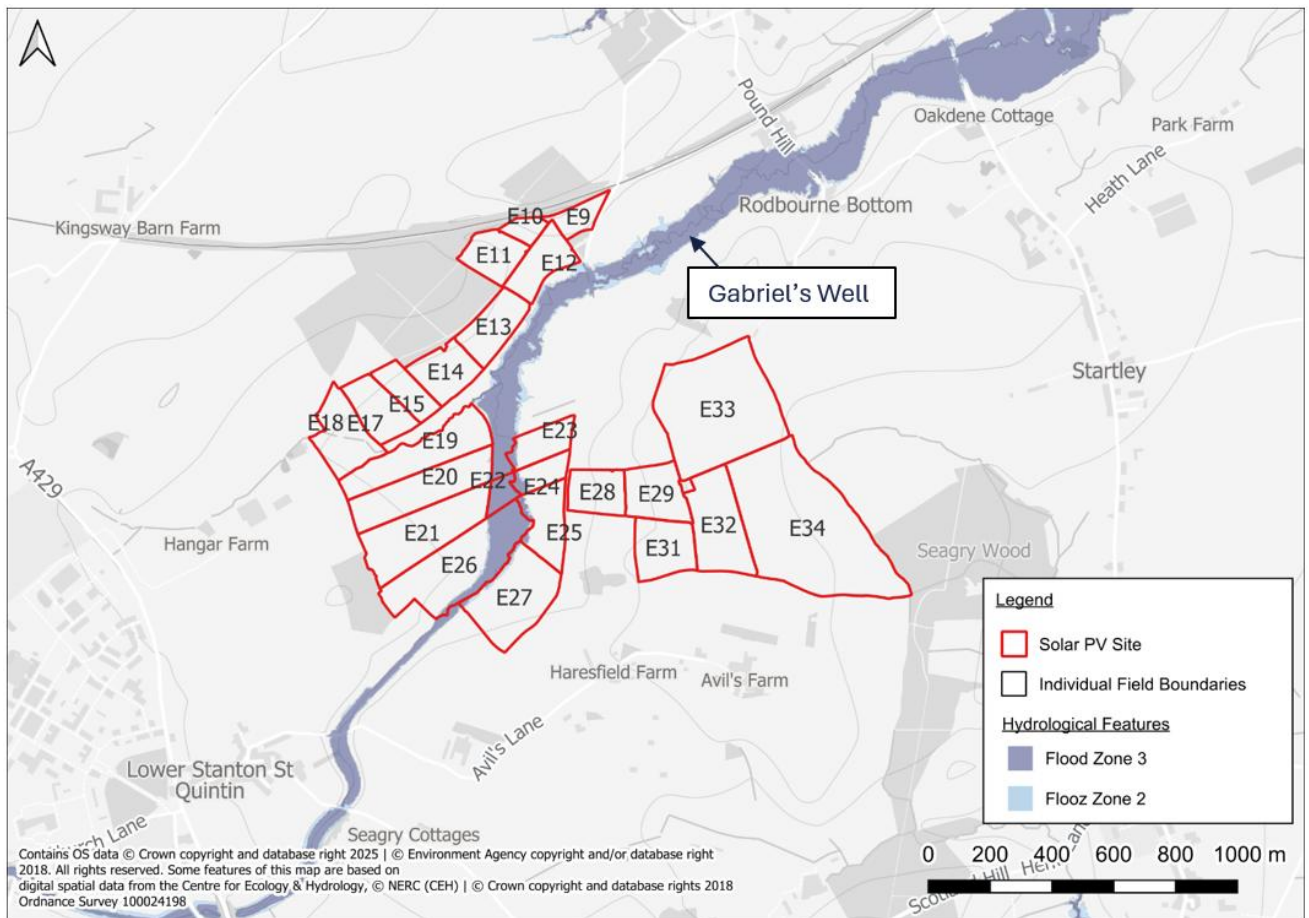 Pound Hill
Oakdene Cottage
Park Farm
Heath Lane
Rodbourne Bottom
Kingsway Barn Farm
E10
E9
E11
E12
Gabriel's Well
E13
E14
Startley
E15
E18
E17
E33
E19
E23
E20
E22
E24
A429
E28
E29
E21
E25
E32
E34
Hangar Farm
E31
Seagry Wood
E26
E27
Haresfield Farm
Avil's Farm
Avil's Lane
Lower Stanton St
Quintin
Seagry Cottages
Legend
Solar PV Site
Individual Field Boundaries
Hydrological Features
Flood Zone 3
Flooz Zone 2
Lane
Contains OS data © Crown copyright and database right 2025 | © Environment Agency copyright and/or database right
2018. All rights reserved. Some features of this map are based on
digital spatial data from the Centre for Ecology & Hydrology, © NERC (CEH) | © Crown copyright and database rights 2018
Ordnance Survey 100024198
0 200 400 600 800 1000 m
Hill